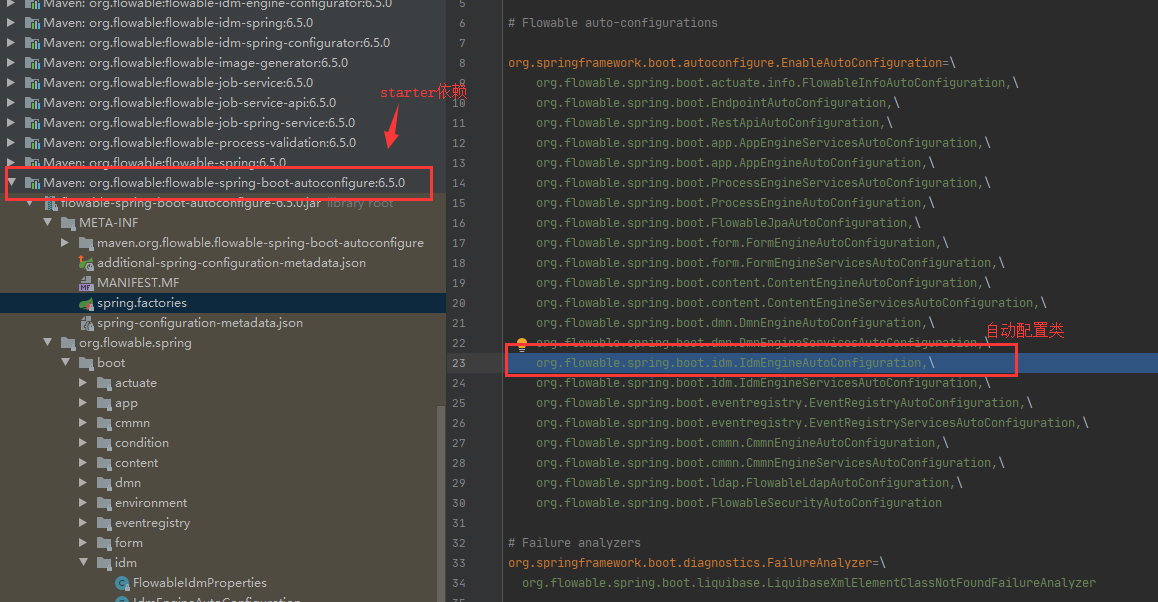 Maven: org.flowable:flowable-idm-engine-configurator:6.5.0
Maven: org.flowable:flowable-idm-spring:6.5.0
Maven: org.flowable:flowable-idm-spring-configurator:6.5.0
Maven: org.flowable:flowable-image-generator:6.5.0
Maven: org.flowable:flowable-job-service:6.5.0
starter依赖
Maven: org.flowable:flowable-job-service-api:6.5.0
Maven: org.flowable:flowable-job-spring-service:6.5.0
Maven: org.flowable:flowable-process-validation:6.5.0
Maven: org.flowable:flowable-spring:6.5.0
Maven: org.flowable:flowable-spring-boot-autoconfigure:6.5.0
flowable-spring-boot-autoconfigure-6.5.0.jar library root
META-INF
maven.org.flowable.flowable-spring-boot-autoconfigure
additional-spring-configuration-metadata.json
MANIFEST.MF
spring.factories
spring-configuration-metadata.json
org.flowable.spring
boot
actuate
app
cmmn
condition
content
dmn
environment
eventregistry
form
idm
FlowableIdmProperties
IdmEngineAutoConfiguration
5
6 # Flowable auto-configurations
7
8 org.springframework.boot.autoconfigure.EnableAutoConfiguration=\
9 org.flowable.spring.boot.actuate.info.FlowableInfoAutoConfiguration,\
10 org.flowable.spring.boot.EndpointAutoConfiguration,\
11 org.flowable.spring.boot.RestApiAutoConfiguration,\
12 org.flowable.spring.boot.app.AppEngineServicesAutoConfiguration,\
13 org.flowable.spring.boot.app.AppEngineAutoConfiguration,\
14 org.flowable.spring.boot.ProcessEngineServicesAutoConfiguration,\
15 org.flowable.spring.boot.ProcessEngineAutoConfiguration,\
16 org.flowable.spring.boot.FlowableJpaAutoConfiguration,\
17 org.flowable.spring.boot.form.FormEngineAutoConfiguration,\
18 org.flowable.spring.boot.form.FormEngineServicesAutoConfiguration,\
19 org.flowable.spring.boot.content.ContentEngineAutoConfiguration,\
20 org.flowable.spring.boot.content.ContentEngineServicesAutoConfiguration,\
21 org.flowable.spring.boot.dmn.DmnEngineAutoConfiguration,\
自动配置类
22 org.flowable.spring.boot.dmn.DmnEngineServicesAutoConfiguration,\
23 org.flowable.spring.boot.idm.IdmEngineAutoConfiguration,\
24 org.flowable.spring.boot.idm.IdmEngineServicesAutoConfiguration,\
25 org.flowable.spring.boot.eventregistry.EventRegistryAutoConfiguration,\
26 org.flowable.spring.boot.eventregistry.EventRegistryServicesAutoConfiguration,\
27 org.flowable.spring.boot.cmmn.CmmnEngineAutoConfiguration,\
28 org.flowable.spring.boot.cmmn.CmmnEngineServicesAutoConfiguration,\
29 org.flowable.spring.boot.ldap.FlowableLdapAutoConfiguration,\
30 org.flowable.spring.boot.FlowableSecurityAutoConfiguration
31
32 # Failure analyzers
33 org.springframework.boot.diagnostics.FailureAnalyzer=\
34 org.flowable.spring.boot.liquibase.LiquibaseXmlElementClassNotFoundFailureAnalyzer
35